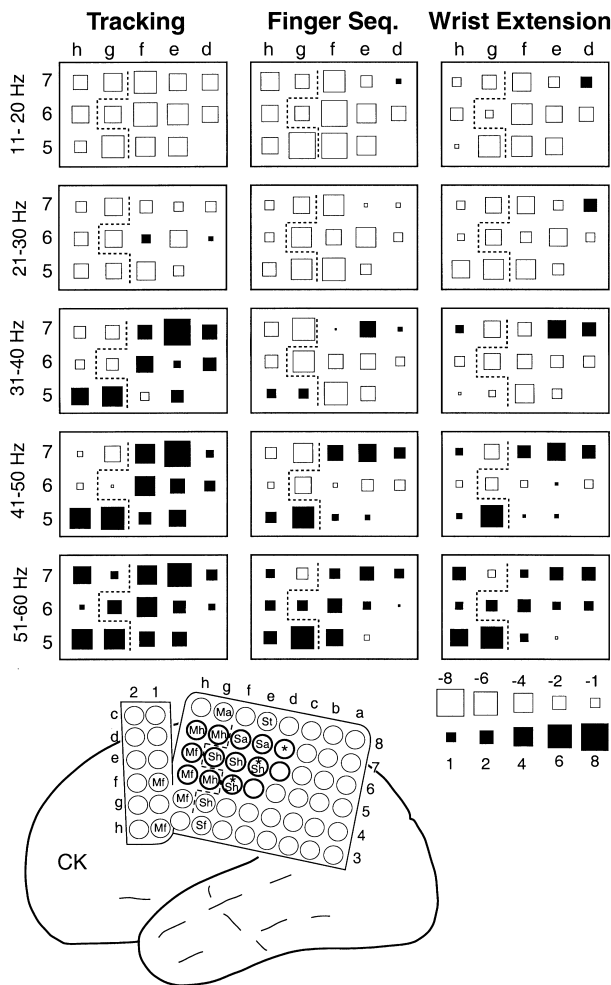 Tracking Finger Seq. Wrist Extension
h g f e d h g f e d h g f e d
11- 20 Hz
7
6
5
21-30 Hz
7
6
5
31-40 Hz
7
6
5
41-50 Hz
7
6
5
51-60 Hz
7
6
5
-8 -6 -4 -2 -1
1 2 4 6 8
2 1
c
d
e
f
g
h
h g f e d c b a
8
7
6
5
4
3
Ma St
Mh Mh Sa Sa *
Mf Sh Sh * Sh
Mf Mh * Sh
Mf Sh
Sf
Mf
Mf
CK